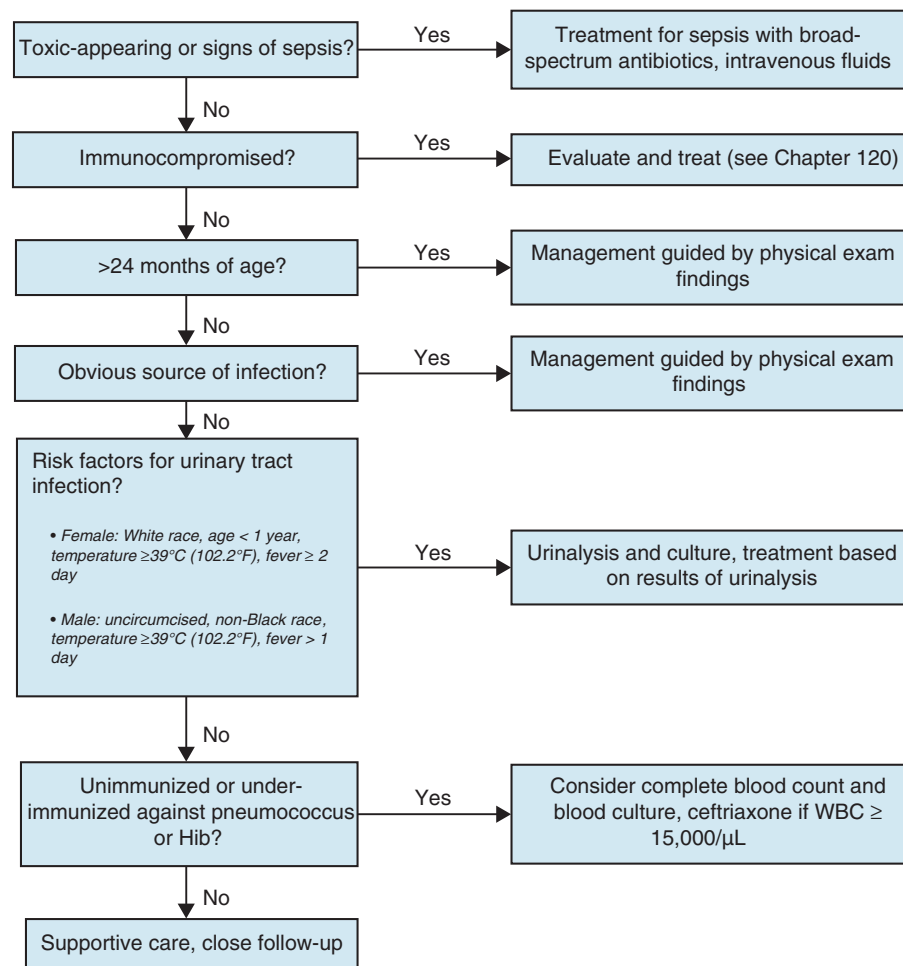 Toxic-appearing or signs of sepsis?
Yes
Treatment for sepsis with broad-
spectrum antibiotics, intravenous fluids
No
Immunocompromised?
Yes
Evaluate and treat (see Chapter 120)
No
>24 months of age?
Yes
Management guided by physical exam
findings
No
Obvious source of infection?
Yes
Management guided by physical exam
findings
No
Risk factors for urinary tract
infection?
• Female: White race, age < 1 year,
temperature ≥39°C (102.2°F), fever ≥ 2
day
• Male: uncircumcised, non-Black race,
temperature ≥39°C (102.2°F), fever > 1
day
Yes
Urinalysis and culture, treatment based
on results of urinalysis
No
Unimmunized or under-
immunized against pneumococcus
or Hib?
Yes
Consider complete blood count and
blood culture, ceftriaxone if WBC ≥
15,000/μL
No
Supportive care, close follow-up